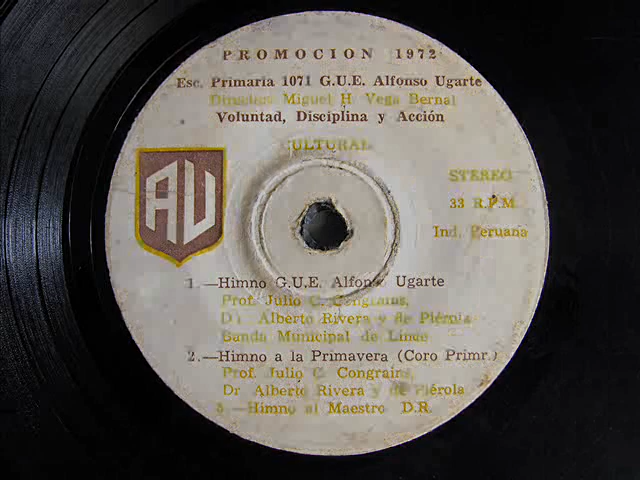 PROMOCION 1972
Esc. Primaria 1071 G.U.E. Alfonso Ugarte
Director Miguel H Vega Bernal
Voluntad, Disciplina y Acción
CULTURAL
AU
STEREO
33 R.P.M.
Ind. Peruana
1.—Himno G.U.E. Alfonso Ugarte
Prof. Julio C. Congrains,
Dr Alberto Rivera y de Piérola
Banda Municipal de Lince
2.—Himno a la Primavera (Coro Primr.)
Prof. Julio C. Congrains,
Dr Alberto Rivera y de Piérola
3 —Himno al Maestro D.R.